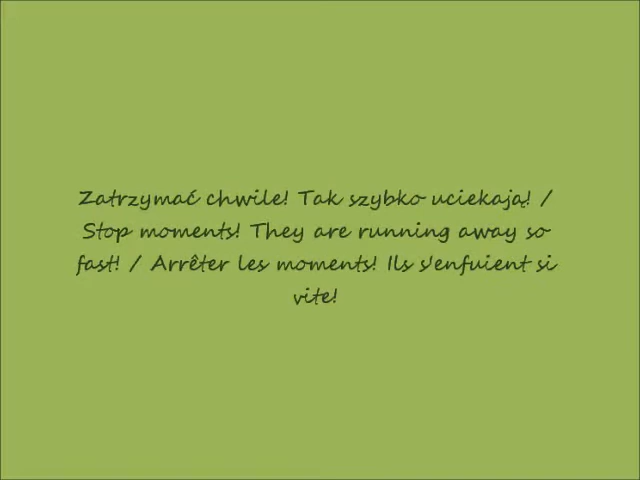 Zatrzymać chwile! Tak szybko uciekają! /
Stop moments! They are running away so
fast! / Arrêter les moments! Ils s'enfuient si
vite!